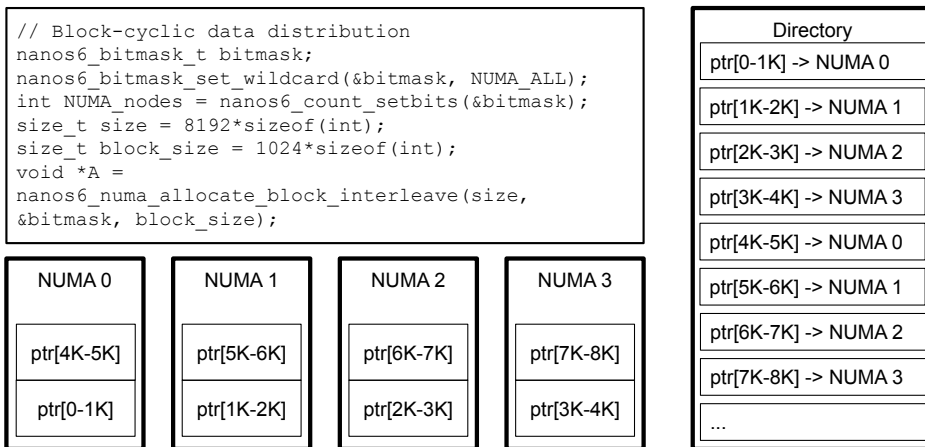 // Block-cyclic data distribution
nanos6_bitmask_t bitmask;
nanos6_bitmask_set_wildcard(&bitmask, NUMA_ALL);
int NUMA_nodes = nanos6_count_setbits(&bitmask);
size_t size = 8192*sizeof(int);
size_t block_size = 1024*sizeof(int);
void *A =
nanos6_numa_allocate_block_interleave(size,
&bitmask, block_size);
NUMA 0
ptr[4K-5K]
ptr[0-1K]
NUMA 1
ptr[5K-6K]
ptr[1K-2K]
NUMA 2
ptr[6K-7K]
ptr[2K-3K]
NUMA 3
ptr[7K-8K]
ptr[3K-4K]
Directory
ptr[0-1K] -> NUMA 0
ptr[1K-2K] -> NUMA 1
ptr[2K-3K] -> NUMA 2
ptr[3K-4K] -> NUMA 3
ptr[4K-5K] -> NUMA 0
ptr[5K-6K] -> NUMA 1
ptr[6K-7K] -> NUMA 2
ptr[7K-8K] -> NUMA 3
...